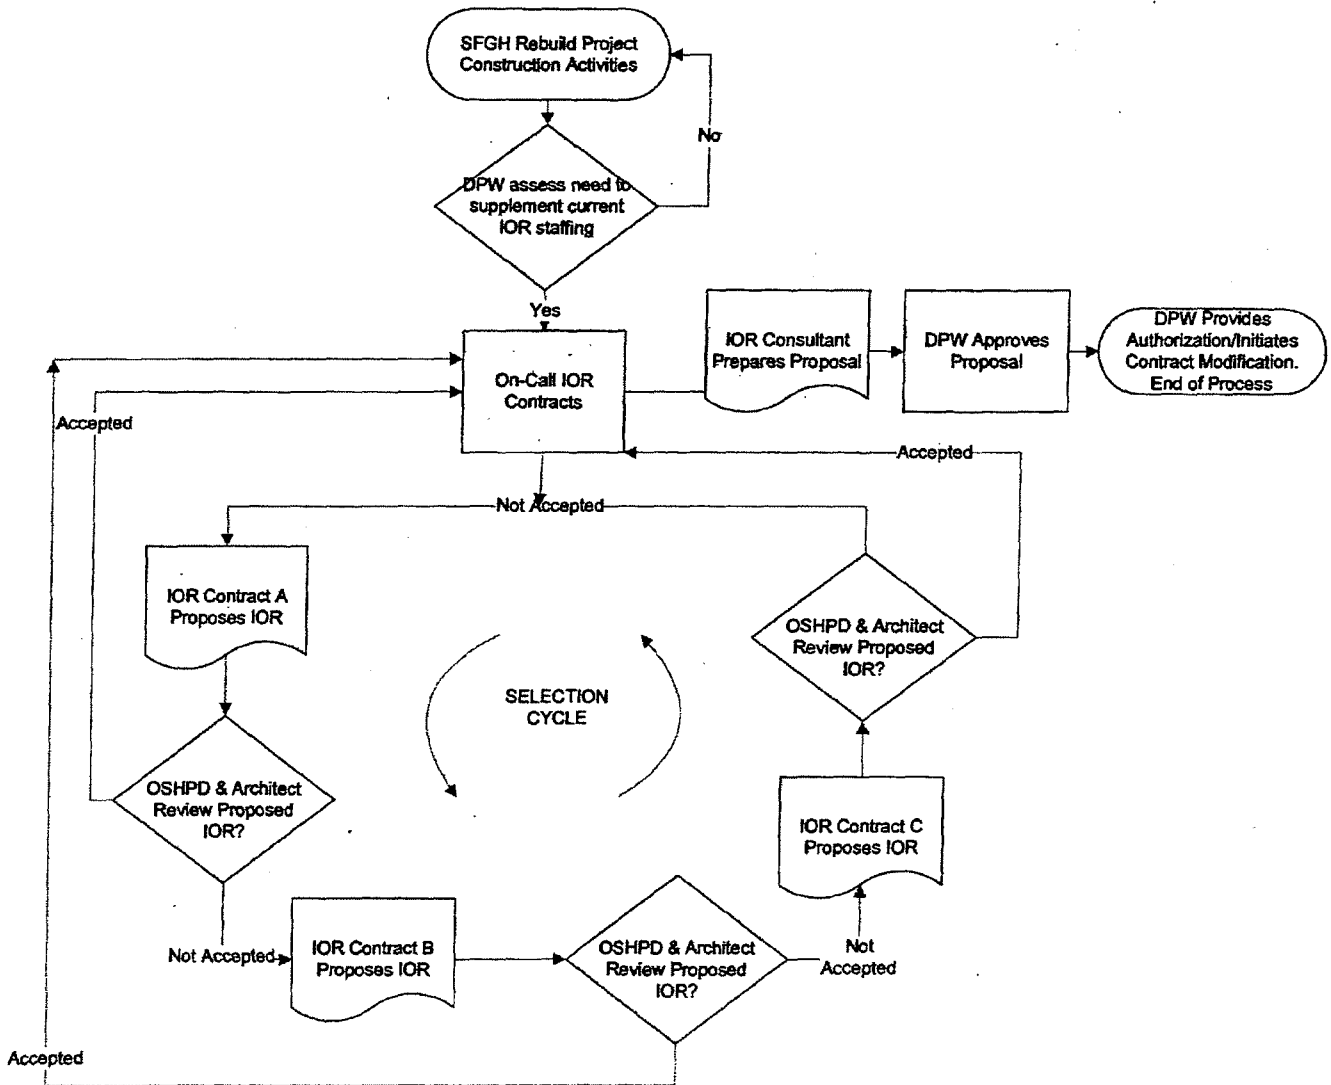 SFGH Rebuild Project
Construction Activities
No
DPW assess need to
supplement current
IOR staffing
Yes
On-Call IOR
Contracts
IOR Consultant
Prepares Proposal
DPW Approves
Proposal
DPW Provides
Authorization/Initiates
Contract Modification.
End of Process
Accepted
Accepted
Not Accepted
IOR Contract A
Proposes IOR
OSHPD & Architect
Review Proposed
IOR?
SELECTION
CYCLE
OSHPD & Architect
Review Proposed
IOR?
IOR Contract C
Proposes IOR
Not Accepted
IOR Contract B
Proposes IOR
OSHPD & Architect
Review Proposed
IOR?
Not
Accepted
Accepted